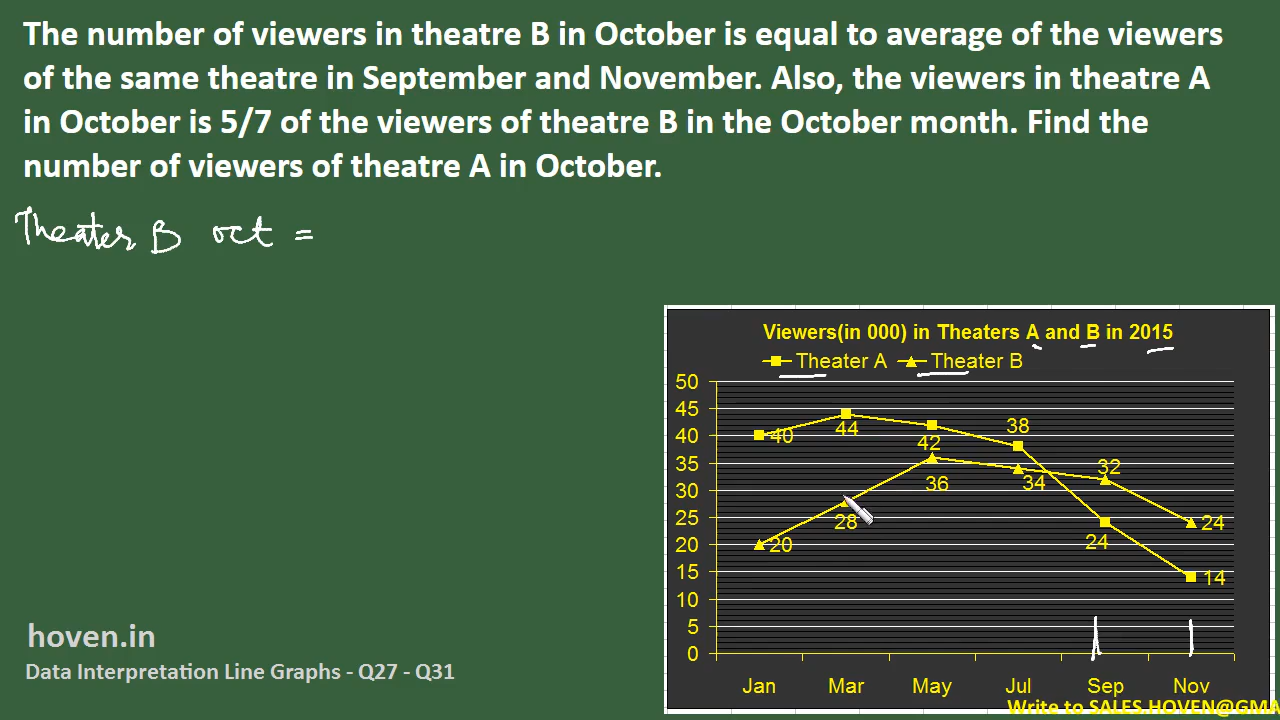 The number of viewers in theatre B in October is equal to average of the viewers
of the same theatre in September and November. Also, the viewers in theatre A
in October is 5/7 of the viewers of theatre B in the October month. Find the
number of viewers of theatre A in October.
Theater B oct =
Viewers(in 000) in Theaters A and B in 2015
Theater A Theater B
50
45
40
35
30
25
20
15
10
5
0
40 44 42 38 24 14
20 28 36 34 32 24
Jan Mar May Jul Sep Nov
hoven.in
Data Interpretation Line Graphs - Q27 - Q31
Write to SALES.HOVEN@GMA